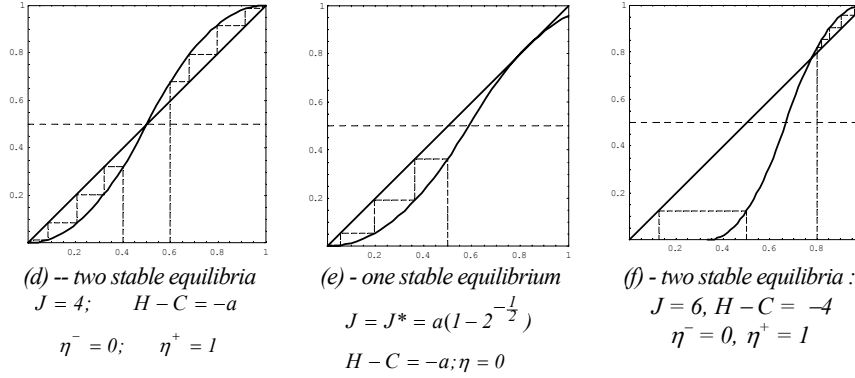 1
0.8
0.6
0.4
0.2
0.2 0.4 0.6 0.8 1
(d) -- two stable equilibria
J = 4; H − C = −a
η⁻ = 0; η⁺ = 1
1
0.8
0.6
0.4
0.2
0.2 0.4 0.6 0.8 1
(e) - one stable equilibrium
J = J* = a(1 − 2^{−1/2})
H − C = −a; η = 0
1
0.8
0.6
0.4
0.2
0.2 0.4 0.6 0.8
(f) - two stable equilibria :
J = 6, H − C = −4
η⁻ = 0, η⁺ = 1